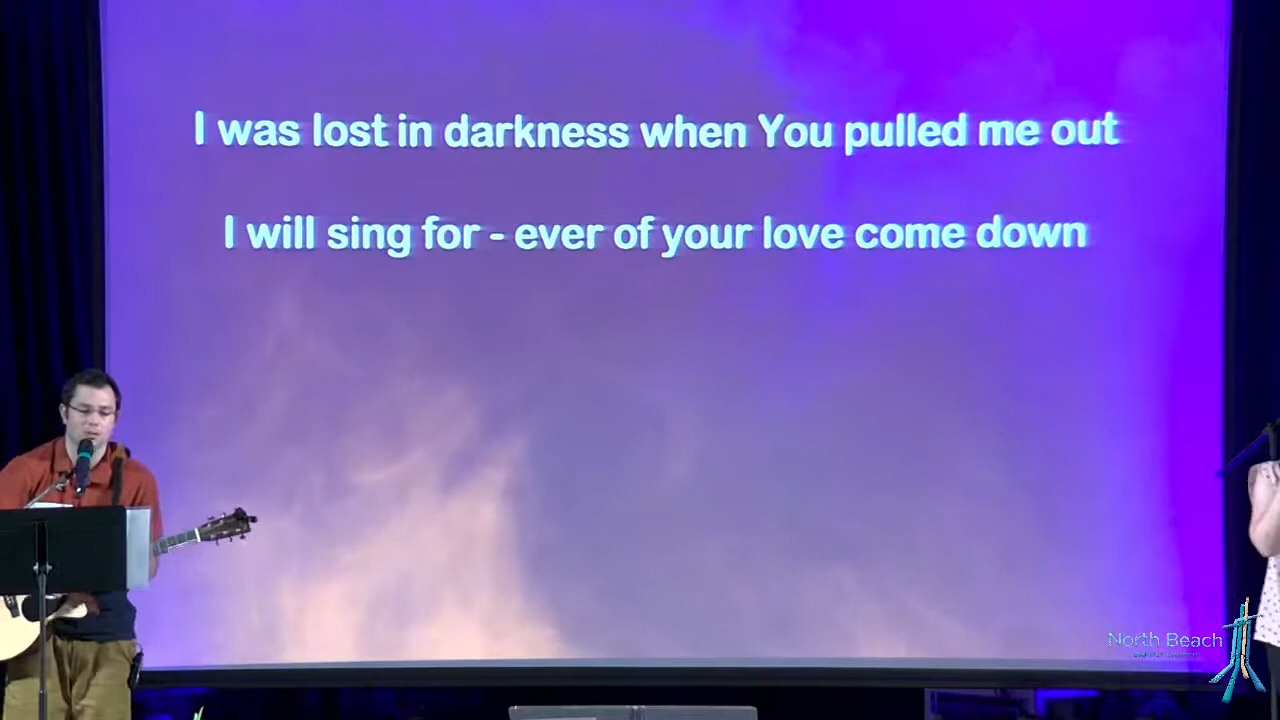 I was lost in darkness when You pulled me out
I will sing for - ever of your love come down
North Beach